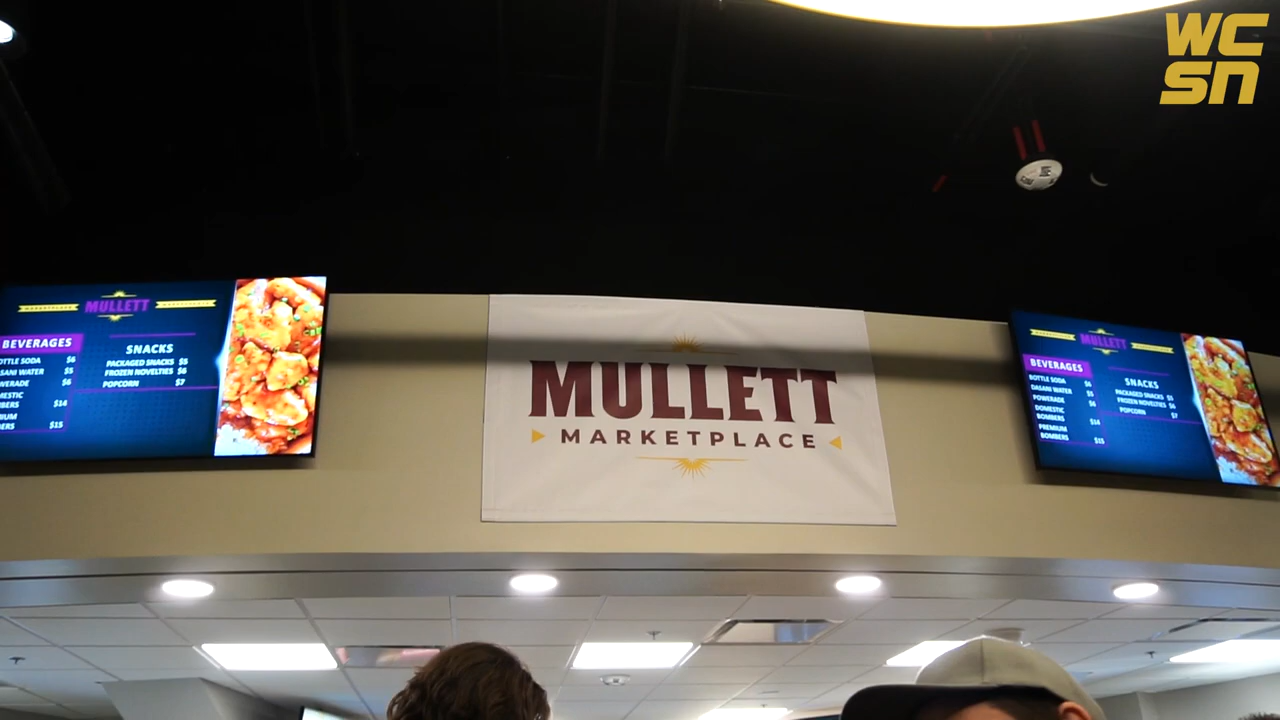 WC
SN
MULLETT
BEVERAGES
SODA $6
WATER $5
$6
$14
$15
SNACKS
PACKAGED SNACKS $5
FROZEN NOVELTIES $6
POPCORN $7
MULLETT
MARKETPLACE
MULLETT
BEVERAGES
BOTTLE SODA $6
DASANI WATER $5
POWERADE $6
DOMESTIC
BOMBERS $14
PREMIUM
BOMBERS $15
SNACKS
PACKAGED SNACKS $5
FROZEN NOVELTIES $6
POPCORN $7